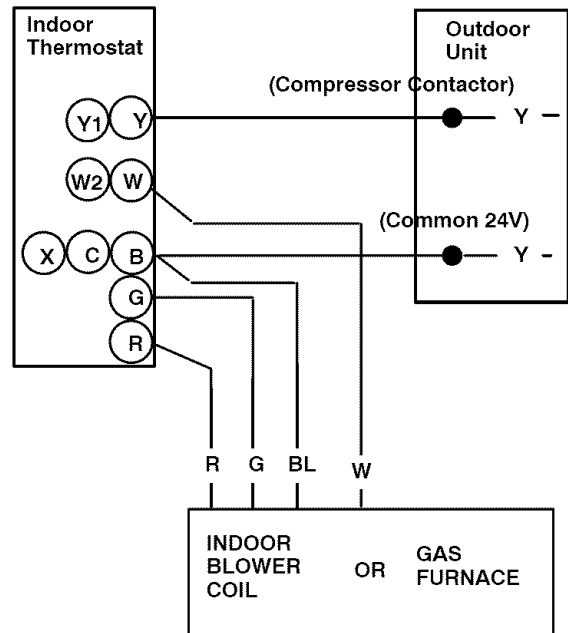 Indoor
Thermostat
Outdoor
Unit
(Compressor Contactor)
Y1 Y
Y –
W2 W
(Common 24V)
X C B
Y -
G
R
R G BL W
INDOOR
BLOWER
COIL
OR
GAS
FURNACE